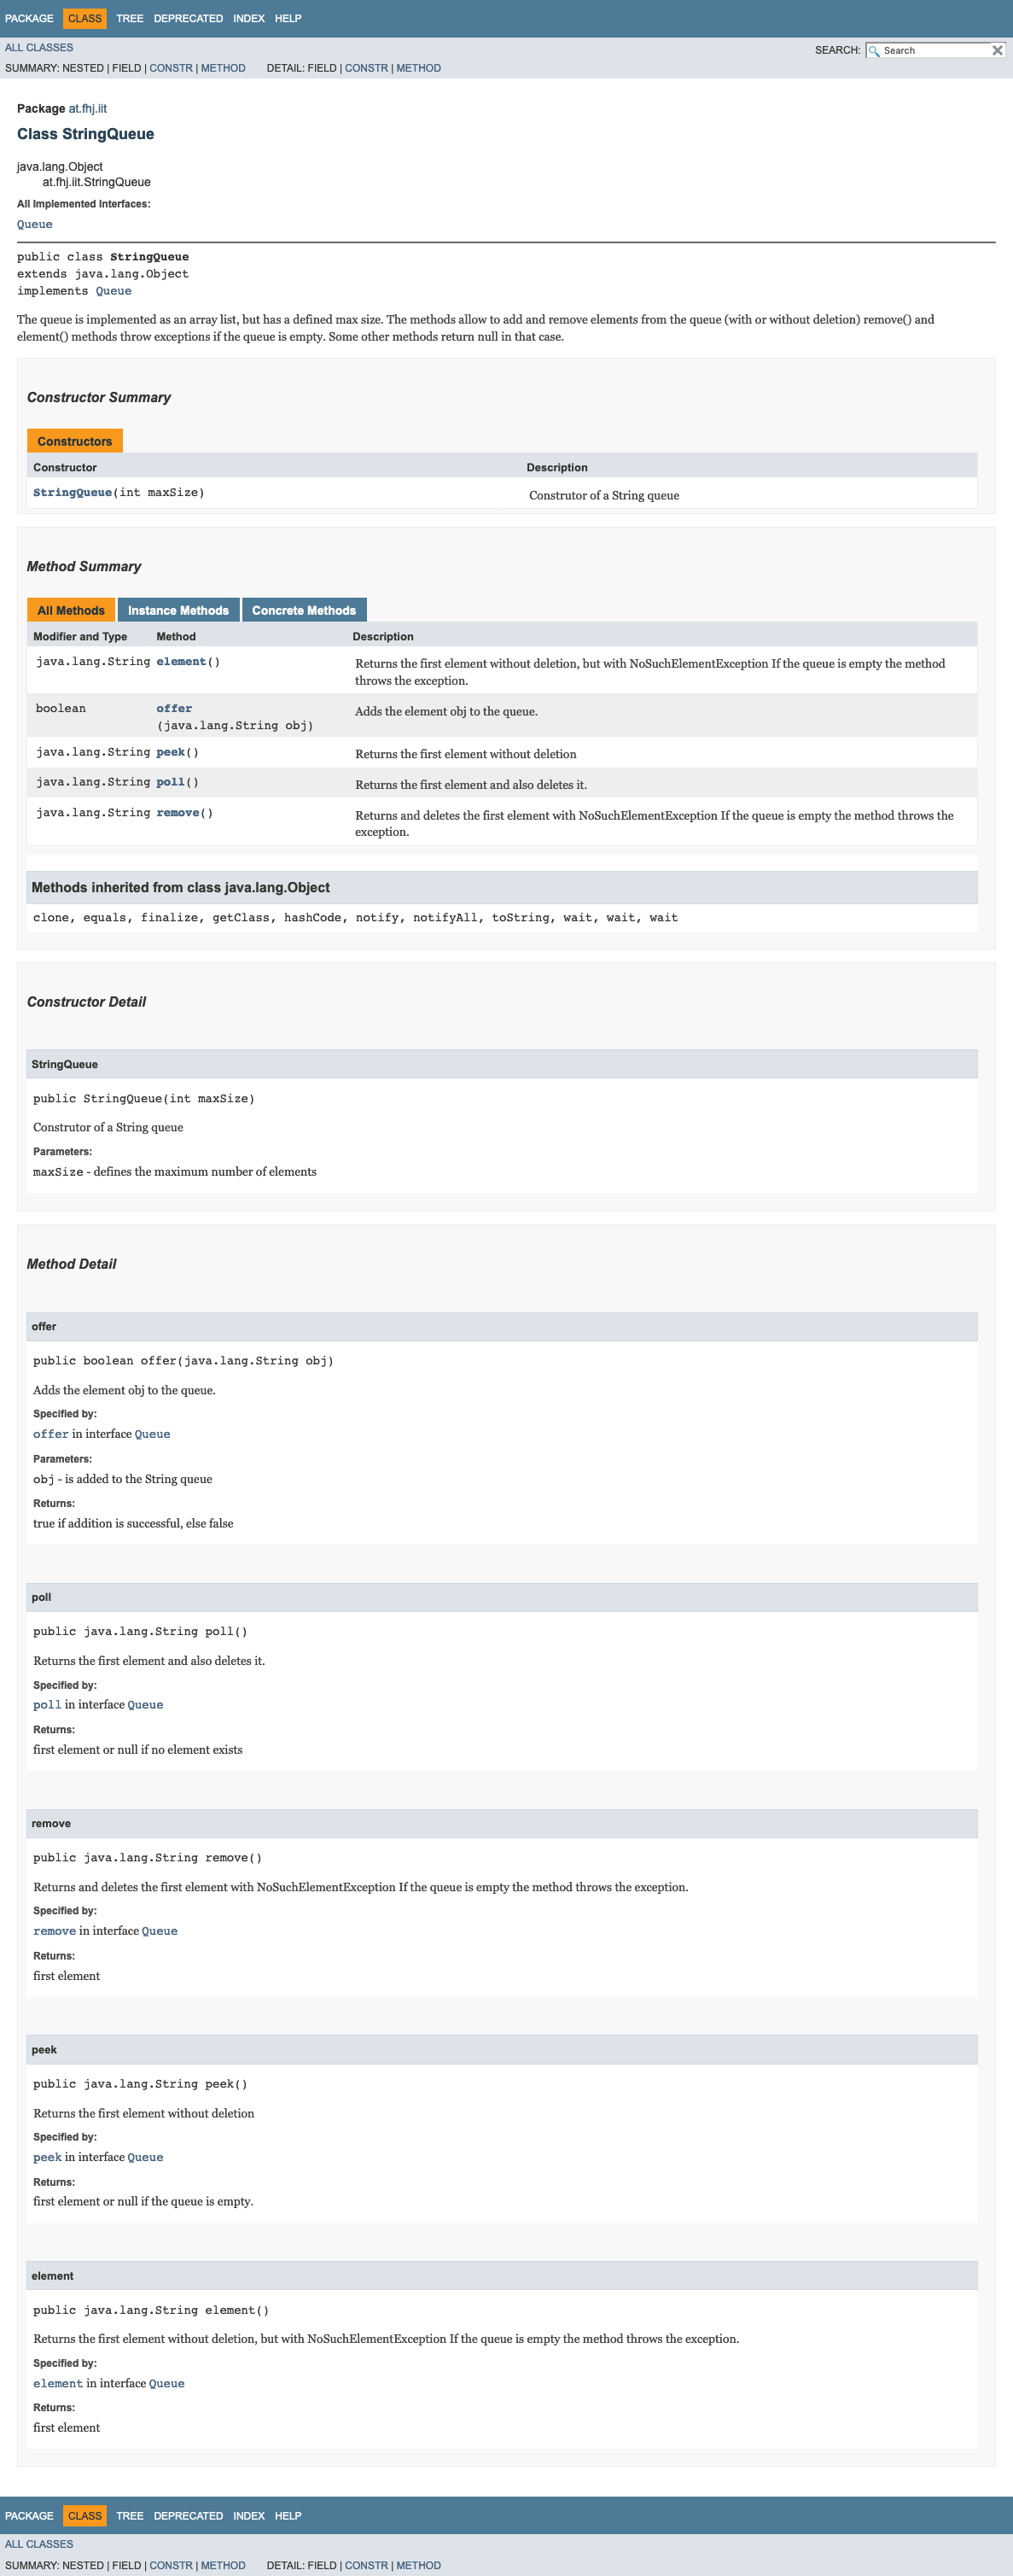 PACKAGE CLASS TREE DEPRECATED INDEX HELP
ALL CLASSES
SEARCH: Search
SUMMARY: NESTED | FIELD | CONSTR | METHOD DETAIL: FIELD | CONSTR | METHOD
Package at.fhj.iit
Class StringQueue
java.lang.Object
at.fhj.iit.StringQueue
All Implemented Interfaces:
Queue
public class StringQueue
extends java.lang.Object
implements Queue
The queue is implemented as an array list, but has a defined max size. The methods allow to add and remove elements from the queue (with or without deletion) remove() and
element() methods throw exceptions if the queue is empty. Some other methods return null in that case.
Constructor Summary
Constructors
Constructor Description
StringQueue(int maxSize) Construtor of a String queue
Method Summary
All Methods Instance Methods Concrete Methods
Modifier and Type Method Description
java.lang.String element() Returns the first element without deletion, but with NoSuchElementException If the queue is empty the method
throws the exception.
boolean offer Adds the element obj to the queue.
(java.lang.String obj)
java.lang.String peek() Returns the first element without deletion
java.lang.String poll() Returns the first element and also deletes it.
java.lang.String remove() Returns and deletes the first element with NoSuchElementException If the queue is empty the method throws the
exception.
Methods inherited from class java.lang.Object
clone, equals, finalize, getClass, hashCode, notify, notifyAll, toString, wait, wait, wait
Constructor Detail
StringQueue
public StringQueue(int maxSize)
Construtor of a String queue
Parameters:
maxSize - defines the maximum number of elements
Method Detail
offer
public boolean offer(java.lang.String obj)
Adds the element obj to the queue.
Specified by:
offer in interface Queue
Parameters:
obj - is added to the String queue
Returns:
true if addition is successful, else false
poll
public java.lang.String poll()
Returns the first element and also deletes it.
Specified by:
poll in interface Queue
Returns:
first element or null if no element exists
remove
public java.lang.String remove()
Returns and deletes the first element with NoSuchElementException If the queue is empty the method throws the exception.
Specified by:
remove in interface Queue
Returns:
first element
peek
public java.lang.String peek()
Returns the first element without deletion
Specified by:
peek in interface Queue
Returns:
first element or null if the queue is empty.
element
public java.lang.String element()
Returns the first element without deletion, but with NoSuchElementException If the queue is empty the method throws the exception.
Specified by:
element in interface Queue
Returns:
first element
PACKAGE CLASS TREE DEPRECATED INDEX HELP
ALL CLASSES
SUMMARY: NESTED | FIELD | CONSTR | METHOD DETAIL: FIELD | CONSTR | METHOD